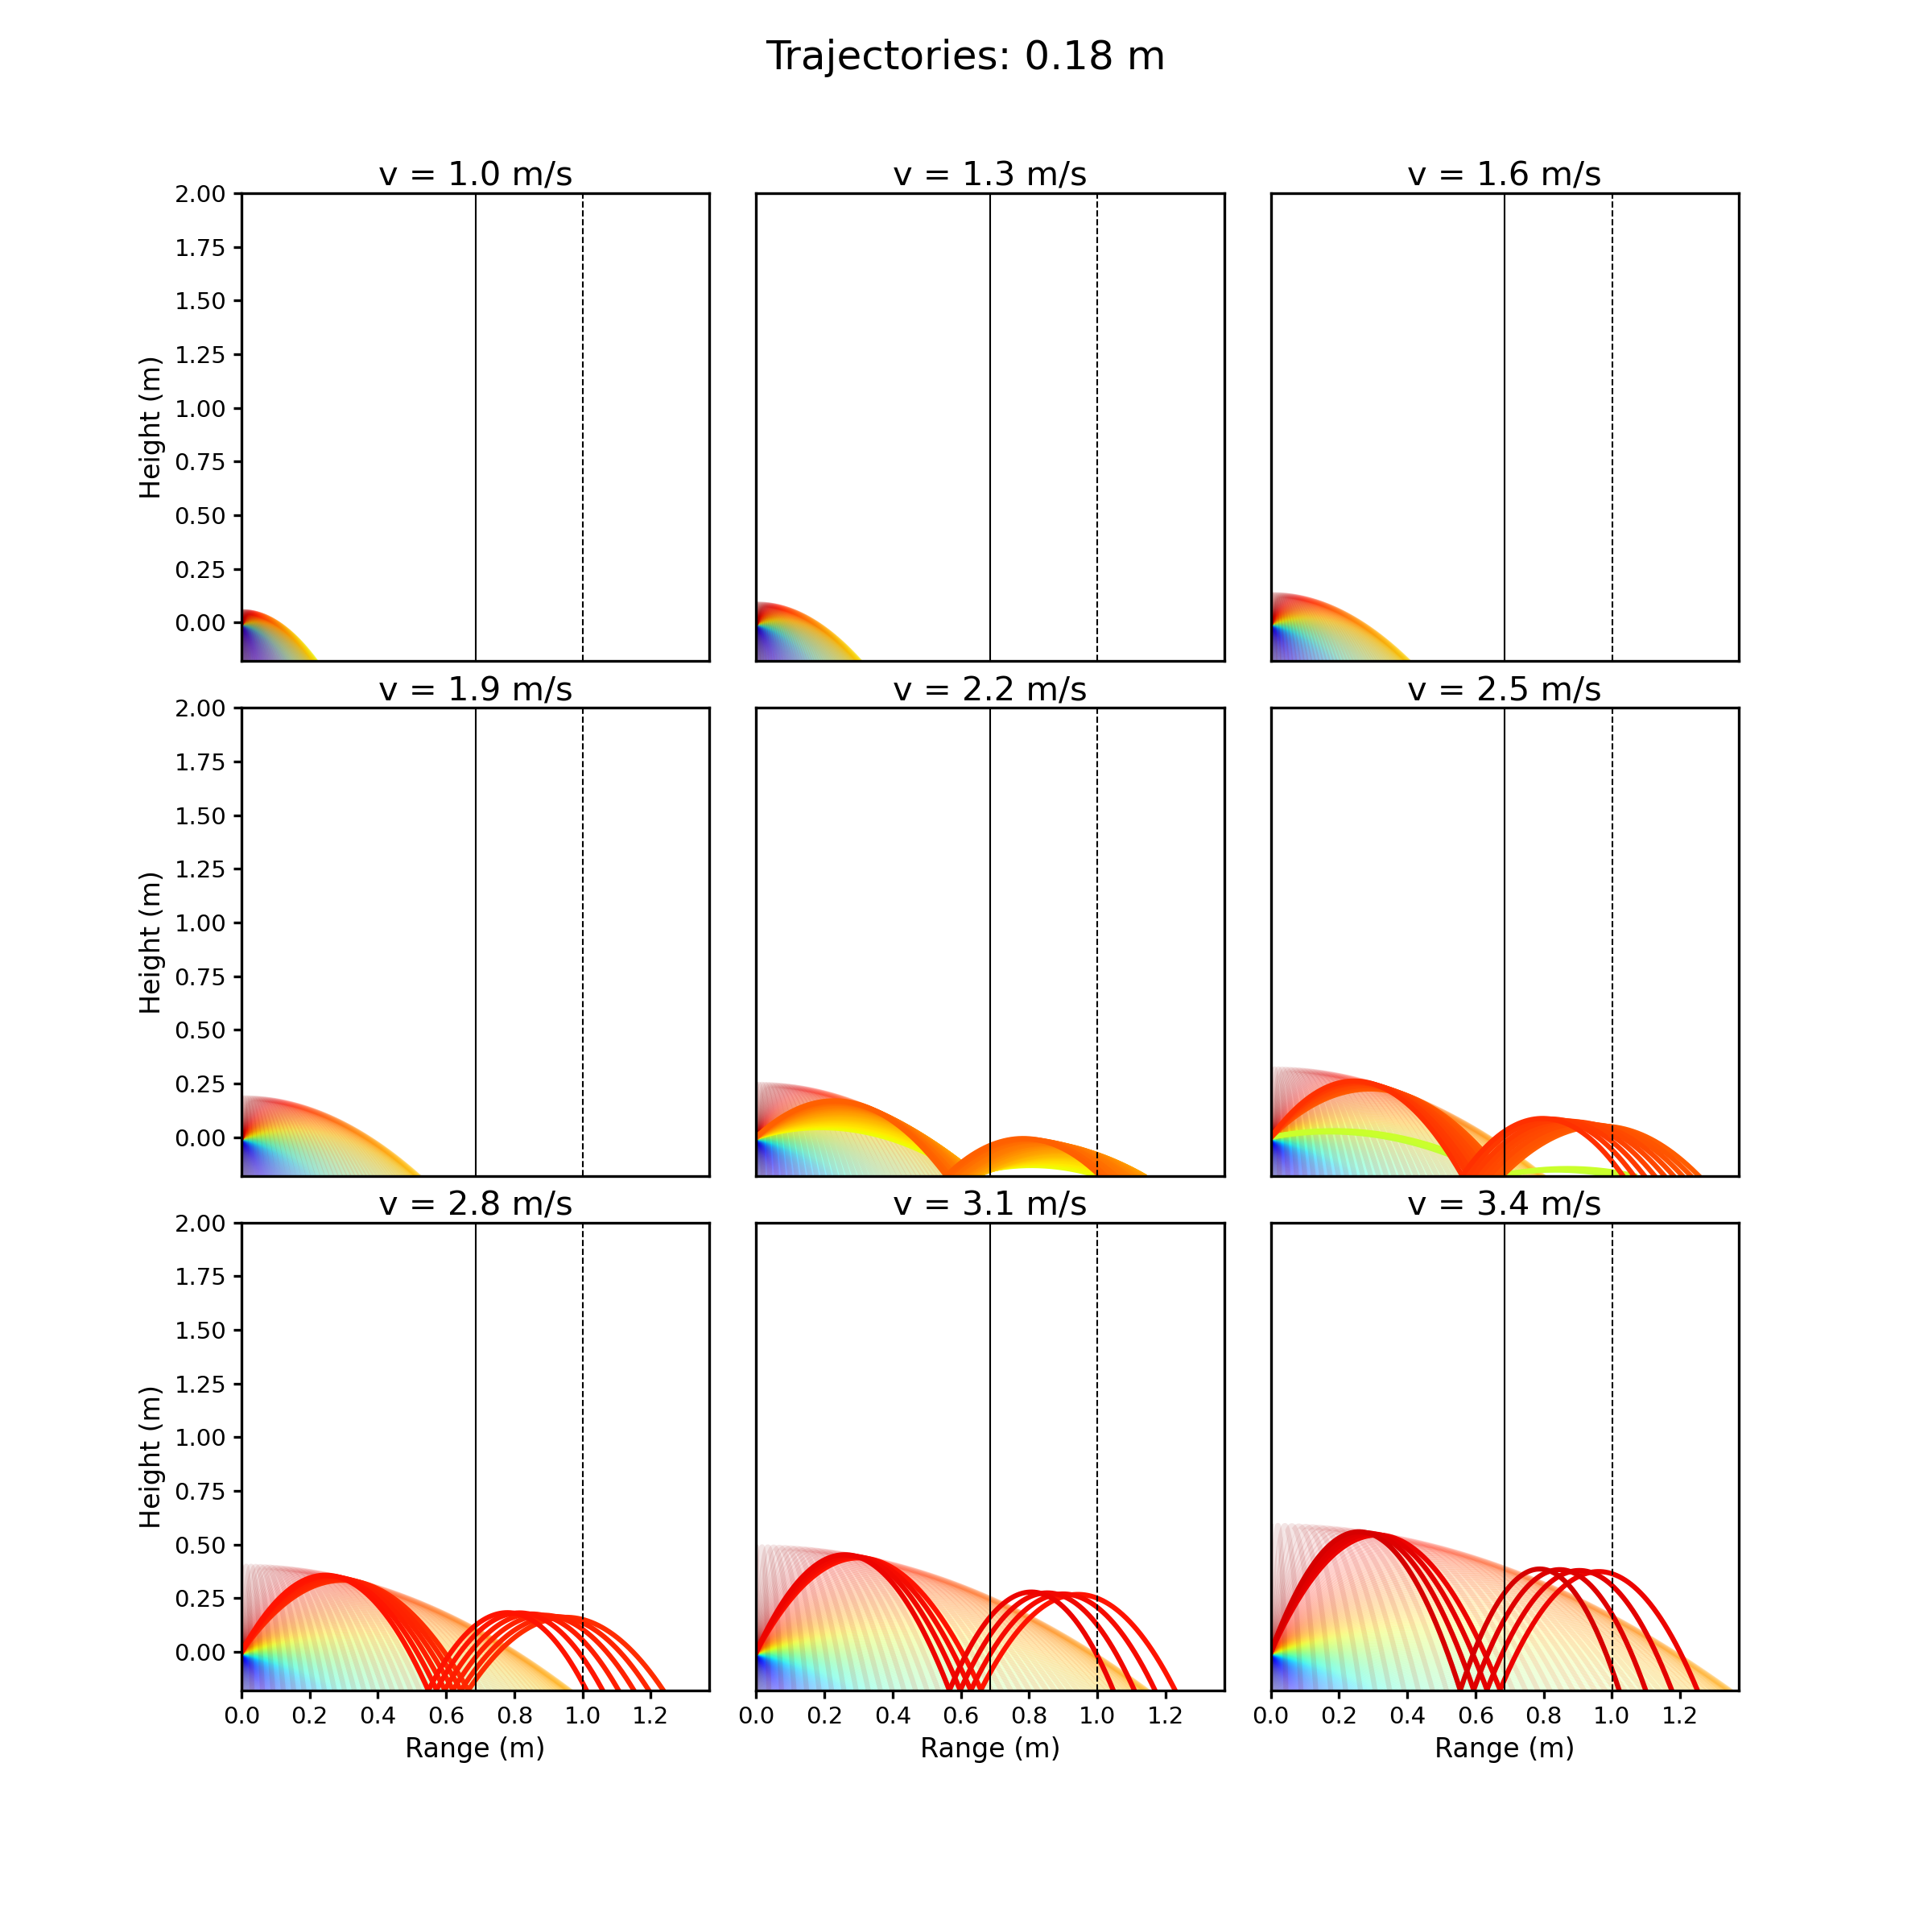 Trajectories: 0.18 m
v = 1.0 m/s
v = 1.3 m/s
v = 1.6 m/s
2.00
1.75
1.50
1.25
1.00
0.75
0.50
0.25
0.00
Height (m)
v = 1.9 m/s
v = 2.2 m/s
v = 2.5 m/s
2.00
1.75
1.50
1.25
1.00
0.75
0.50
0.25
0.00
Height (m)
v = 2.8 m/s
v = 3.1 m/s
v = 3.4 m/s
2.00
1.75
1.50
1.25
1.00
0.75
0.50
0.25
0.00
Height (m)
0.0 0.2 0.4 0.6 0.8 1.0 1.2
0.0 0.2 0.4 0.6 0.8 1.0 1.2
0.0 0.2 0.4 0.6 0.8 1.0 1.2
Range (m)
Range (m)
Range (m)